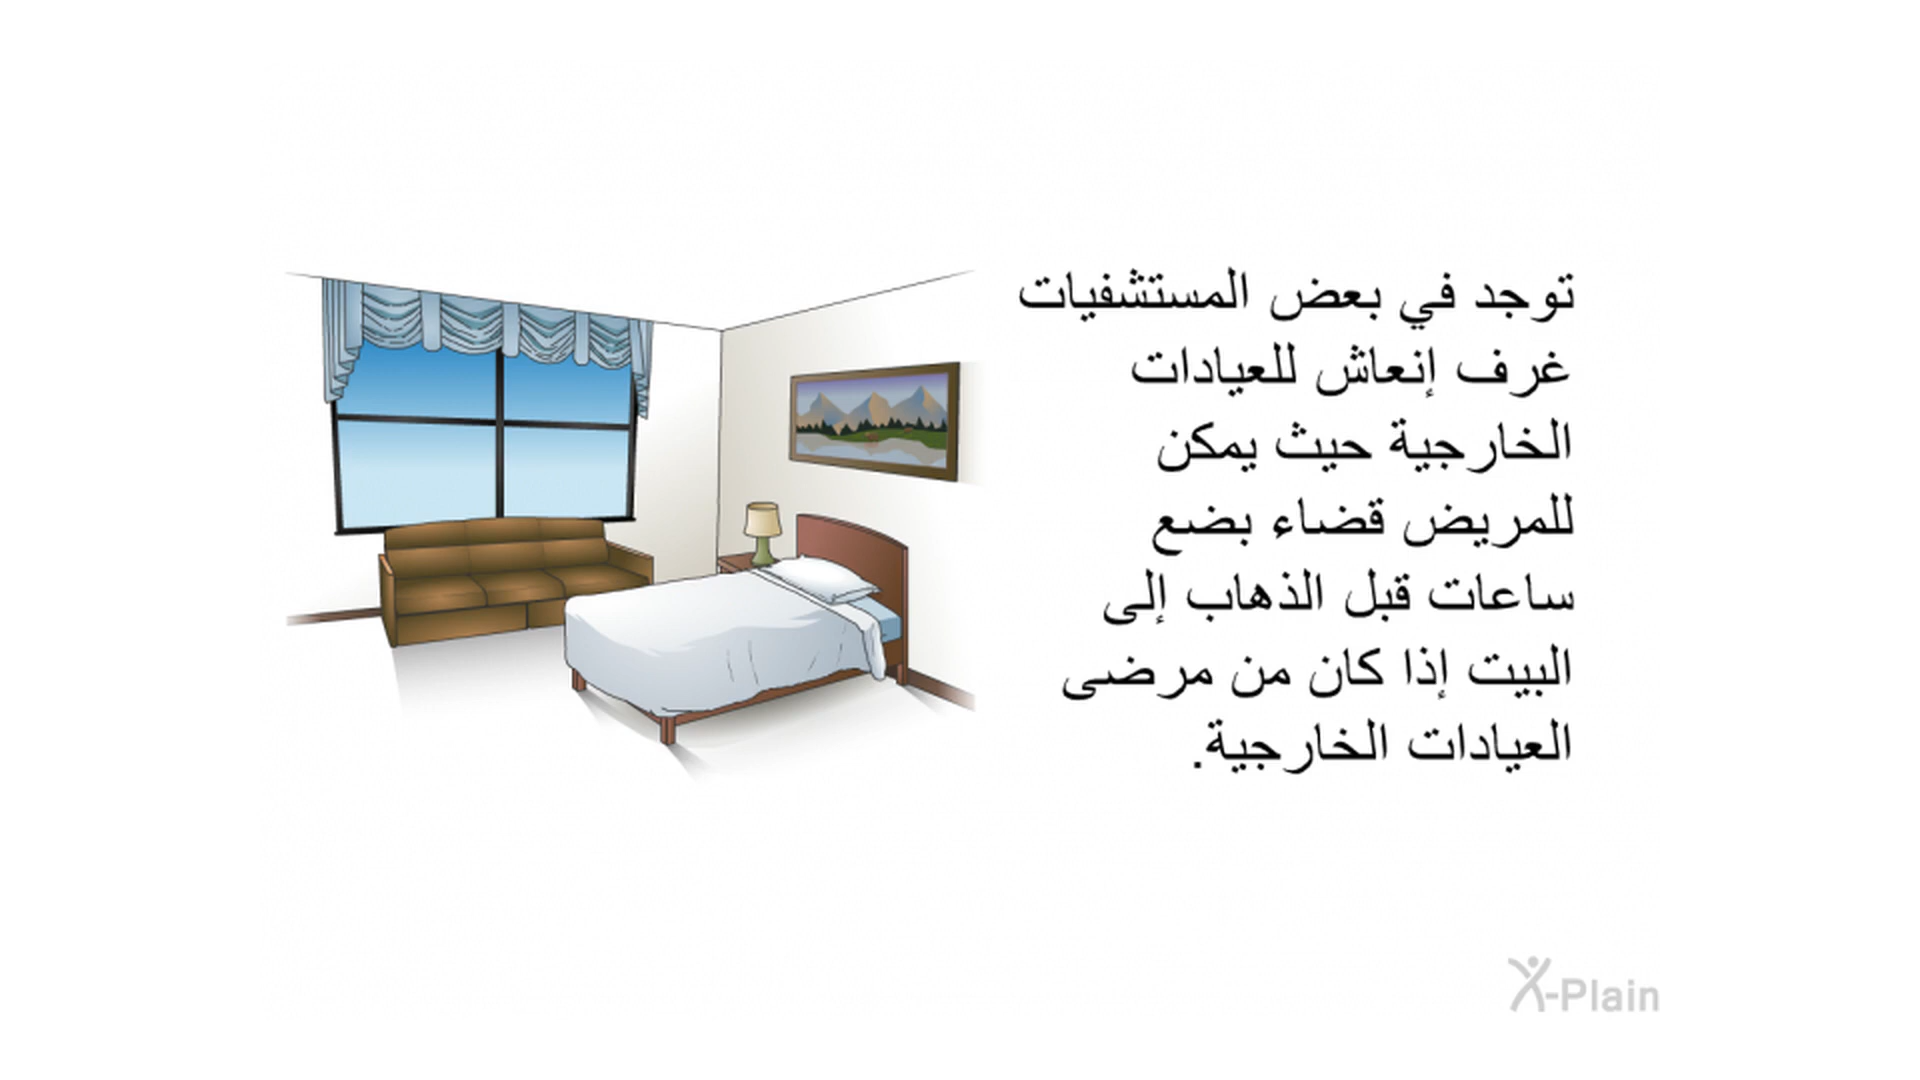 توجد في بعض المستشفيات
غرف إنعاش للعيادات
الخارجية حيث يمكن
للمريض قضاء بضع
ساعات قبل الذهاب إلى
البيت إذا كان من مرضى
العيادات الخارجية.
X-Plain